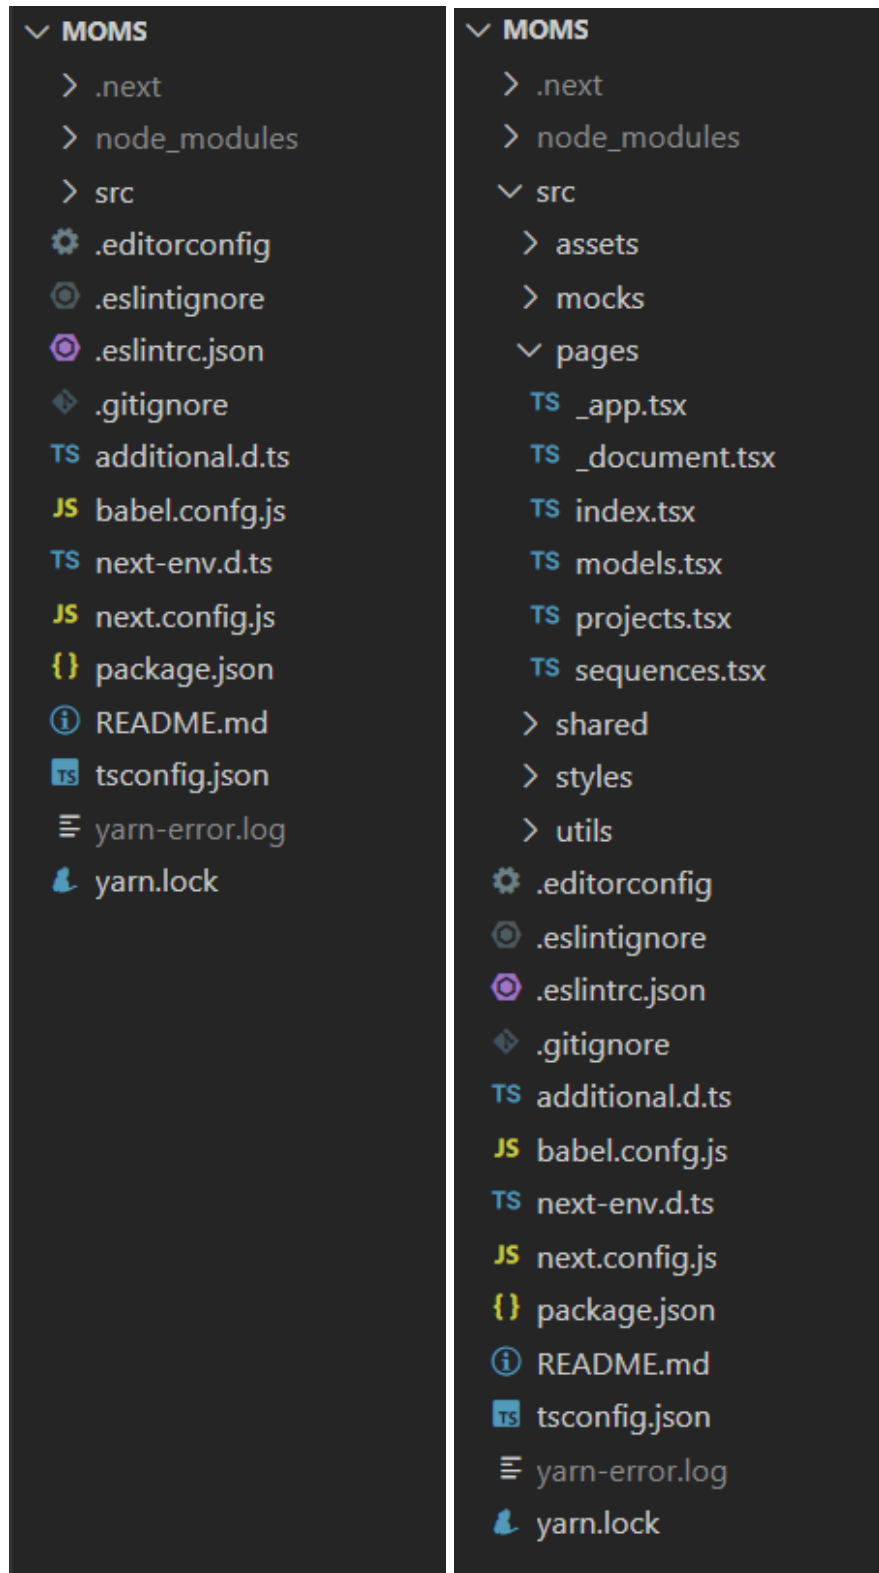 MOMS
.next
node_modules
src
.editorconfig
.eslintignore
.eslintrc.json
.gitignore
TS additional.d.ts
JS babel.confg.js
TS next-env.d.ts
JS next.config.js
{} package.json
README.md
TS tsconfig.json
yarn-error.log
yarn.lock
MOMS
.next
node_modules
src
assets
mocks
pages
TS _app.tsx
TS _document.tsx
TS index.tsx
TS models.tsx
TS projects.tsx
TS sequences.tsx
shared
styles
utils
.editorconfig
.eslintignore
.eslintrc.json
.gitignore
TS additional.d.ts
JS babel.confg.js
TS next-env.d.ts
JS next.config.js
{} package.json
README.md
TS tsconfig.json
yarn-error.log
yarn.lock